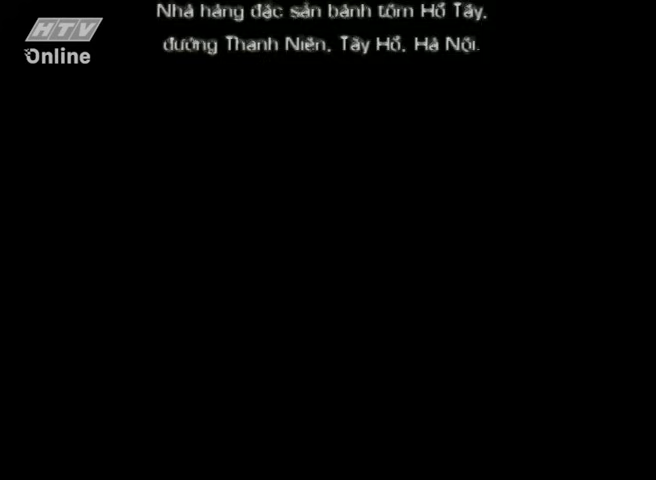 Nhà hàng đặc sản bánh tôm Hồ Tây,
đường Thanh Niên, Tây Hồ, Hà Nội.
HTV
Online